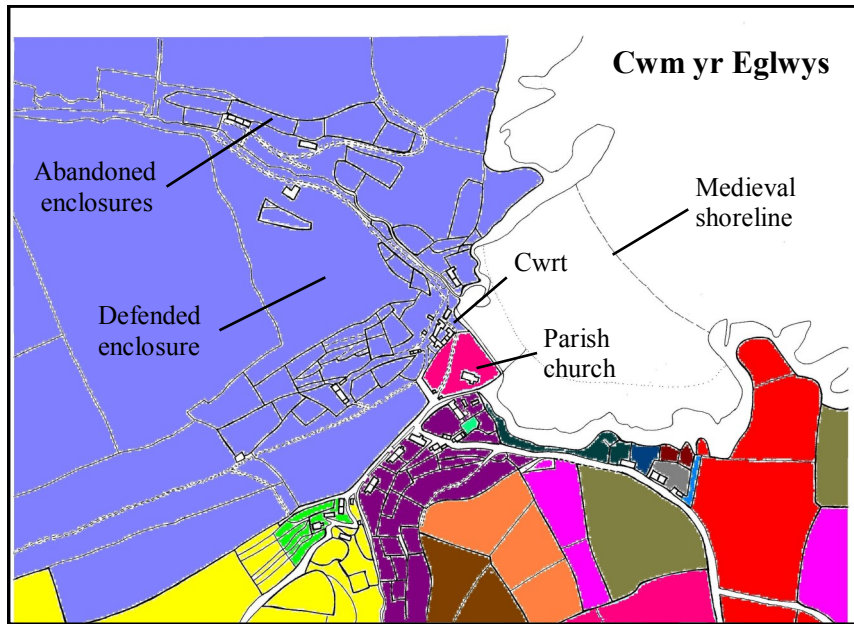 Cwm yr Eglwys
Abandoned
enclosures
Medieval
shoreline
Cwrt
Defended
enclosure
Parish
church